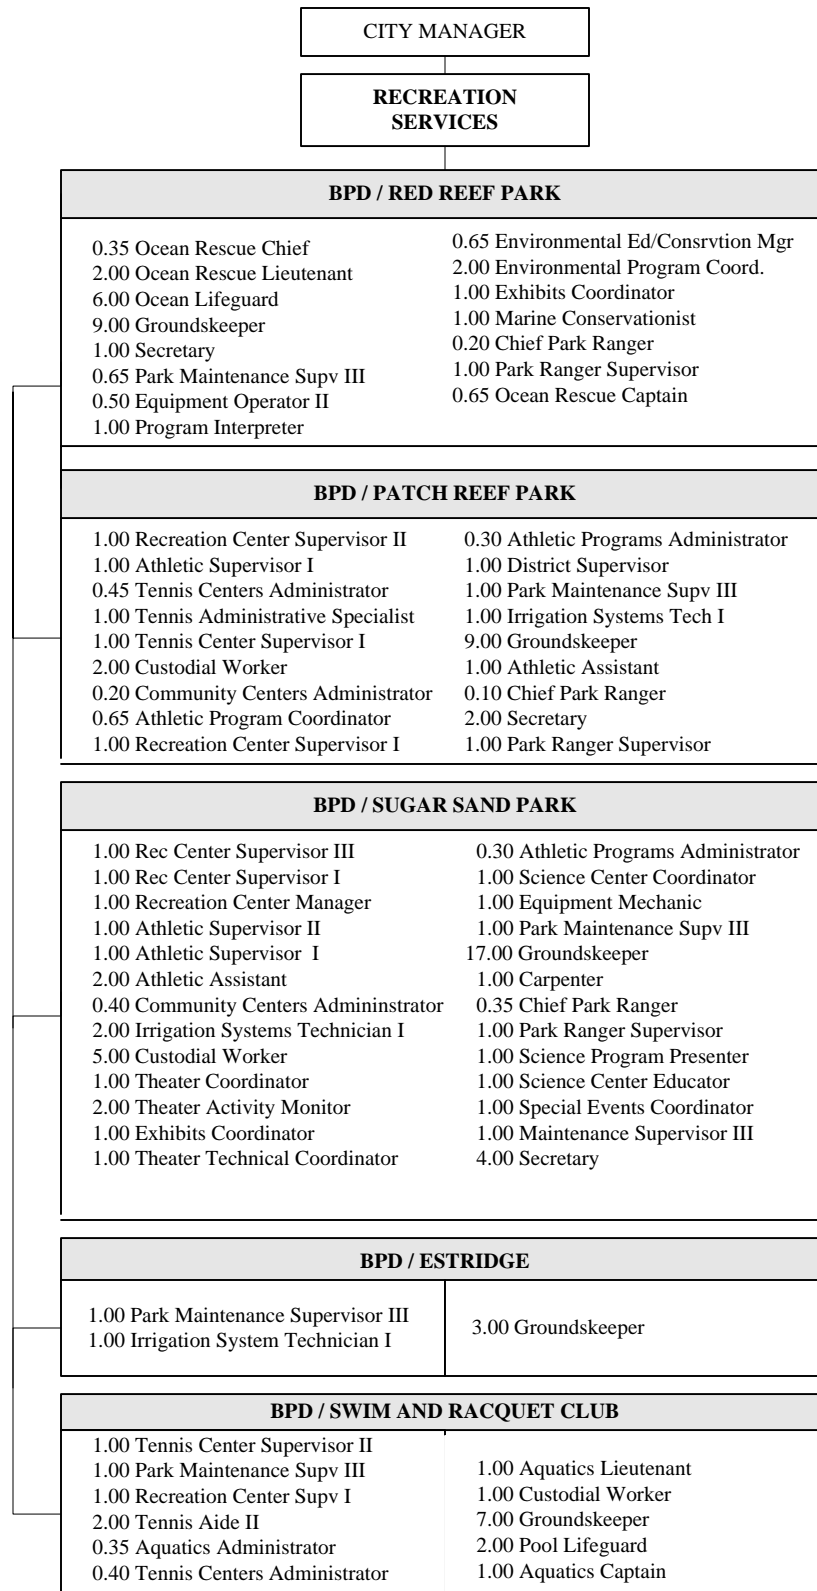 CITY MANAGER
RECREATION
SERVICES
BPD / RED REEF PARK
0.35 Ocean Rescue Chief
2.00 Ocean Rescue Lieutenant
6.00 Ocean Lifeguard
9.00 Groundskeeper
1.00 Secretary
0.65 Park Maintenance Supv III
0.50 Equipment Operator II
1.00 Program Interpreter
0.65 Environmental Ed/Consrvtion Mgr
2.00 Environmental Program Coord.
1.00 Exhibits Coordinator
1.00 Marine Conservationist
0.20 Chief Park Ranger
1.00 Park Ranger Supervisor
0.65 Ocean Rescue Captain
BPD / PATCH REEF PARK
1.00 Recreation Center Supervisor II
1.00 Athletic Supervisor I
0.45 Tennis Centers Administrator
1.00 Tennis Administrative Specialist
1.00 Tennis Center Supervisor I
2.00 Custodial Worker
0.20 Community Centers Administrator
0.65 Athletic Program Coordinator
1.00 Recreation Center Supervisor I
0.30 Athletic Programs Administrator
1.00 District Supervisor
1.00 Park Maintenance Supv III
1.00 Irrigation Systems Tech I
9.00 Groundskeeper
1.00 Athletic Assistant
0.10 Chief Park Ranger
2.00 Secretary
1.00 Park Ranger Supervisor
BPD / SUGAR SAND PARK
1.00 Rec Center Supervisor III
1.00 Rec Center Supervisor I
1.00 Recreation Center Manager
1.00 Athletic Supervisor II
1.00 Athletic Supervisor I
2.00 Athletic Assistant
0.40 Community Centers Admininstrator
2.00 Irrigation Systems Technician I
5.00 Custodial Worker
1.00 Theater Coordinator
2.00 Theater Activity Monitor
1.00 Exhibits Coordinator
1.00 Theater Technical Coordinator
0.30 Athletic Programs Administrator
1.00 Science Center Coordinator
1.00 Equipment Mechanic
1.00 Park Maintenance Supv III
17.00 Groundskeeper
1.00 Carpenter
0.35 Chief Park Ranger
1.00 Park Ranger Supervisor
1.00 Science Program Presenter
1.00 Science Center Educator
1.00 Special Events Coordinator
1.00 Maintenance Supervisor III
4.00 Secretary
BPD / ESTRIDGE
1.00 Park Maintenance Supervisor III
1.00 Irrigation System Technician I
3.00 Groundskeeper
BPD / SWIM AND RACQUET CLUB
1.00 Tennis Center Supervisor II
1.00 Park Maintenance Supv III
1.00 Recreation Center Supv I
2.00 Tennis Aide II
0.35 Aquatics Administrator
0.40 Tennis Centers Administrator
1.00 Aquatics Lieutenant
1.00 Custodial Worker
7.00 Groundskeeper
2.00 Pool Lifeguard
1.00 Aquatics Captain